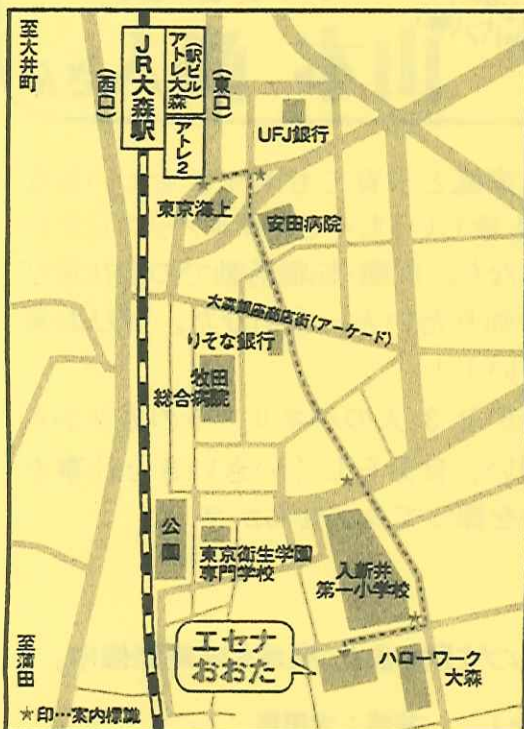 至大井町
(西口)
JR大森駅
(駅ビル)
アトレ大森
アトレ2
(東口)
UFJ銀行
東京海上
安田病院
大森銀座商店街(アーケード)
りそな銀行
牧田
総合病院
公園
東京衛生学園
専門学校
入新井
第一小学校
エセナ
おおた
ハローワーク
大森
至蒲田
★印…案内標識